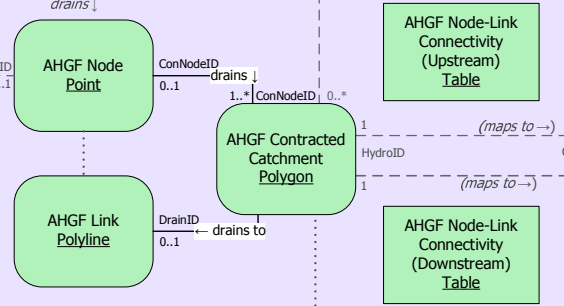 drains ↓
ID
..1
AHGF Node
Point
ConNodeID
0..1
drains ↓
1..* ConNodeID
0..*
AHGF Node-Link
Connectivity
(Upstream)
Table
AHGF Contracted
Catchment
Polygon
1
(maps to →)
HydroID
1
(maps to →)
AHGF Link
Polyline
DrainID
0..1
← drains to
AHGF Node-Link
Connectivity
(Downstream)
Table